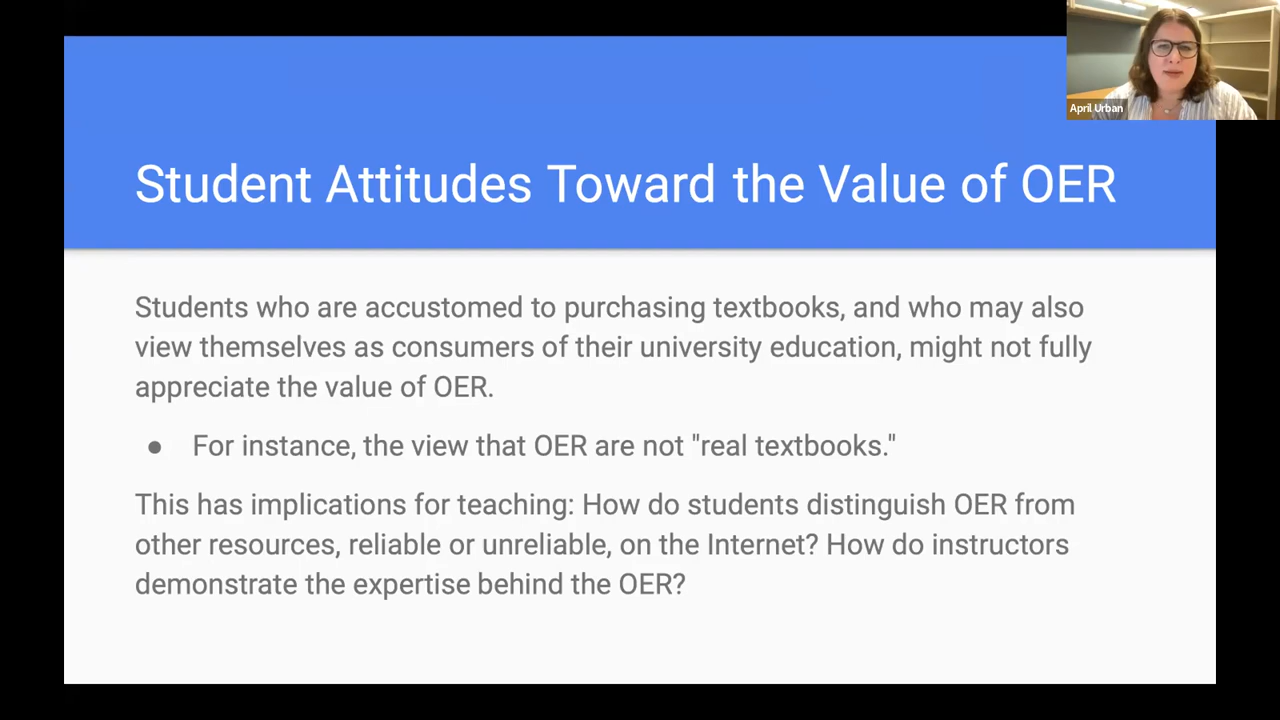 April Urban
Student Attitudes Toward the Value of OER
Students who are accustomed to purchasing textbooks, and who may also
view themselves as consumers of their university education, might not fully
appreciate the value of OER.
● For instance, the view that OER are not "real textbooks."
This has implications for teaching: How do students distinguish OER from
other resources, reliable or unreliable, on the Internet? How do instructors
demonstrate the expertise behind the OER?